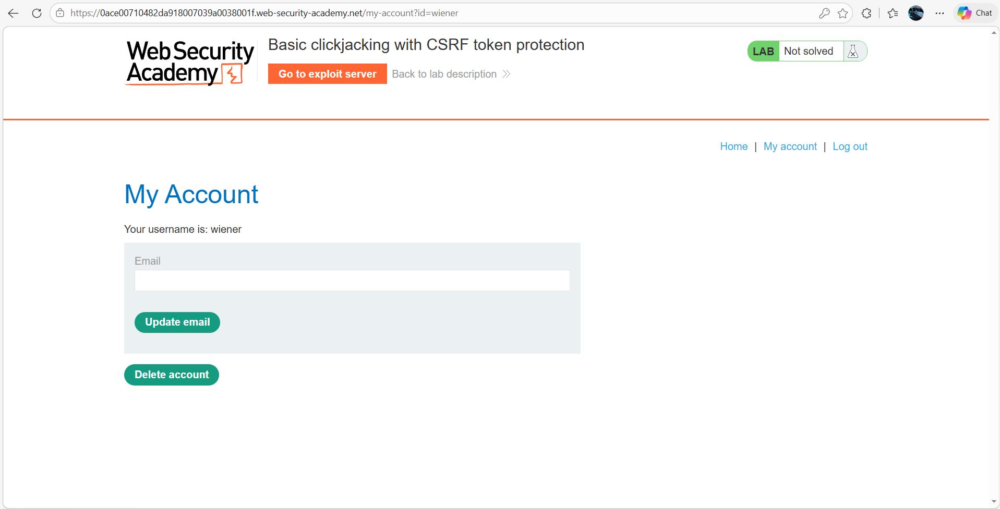 https://0ace00710482da918007039a0038001f.web-security-academy.net/my-account?id=wiener
Chat
Web Security
Academy
Basic clickjacking with CSRF token protection
Go to exploit server
Back to lab description
LAB
Not solved
Home | My account | Log out
My Account
Your username is: wiener
Email
Update email
Delete account